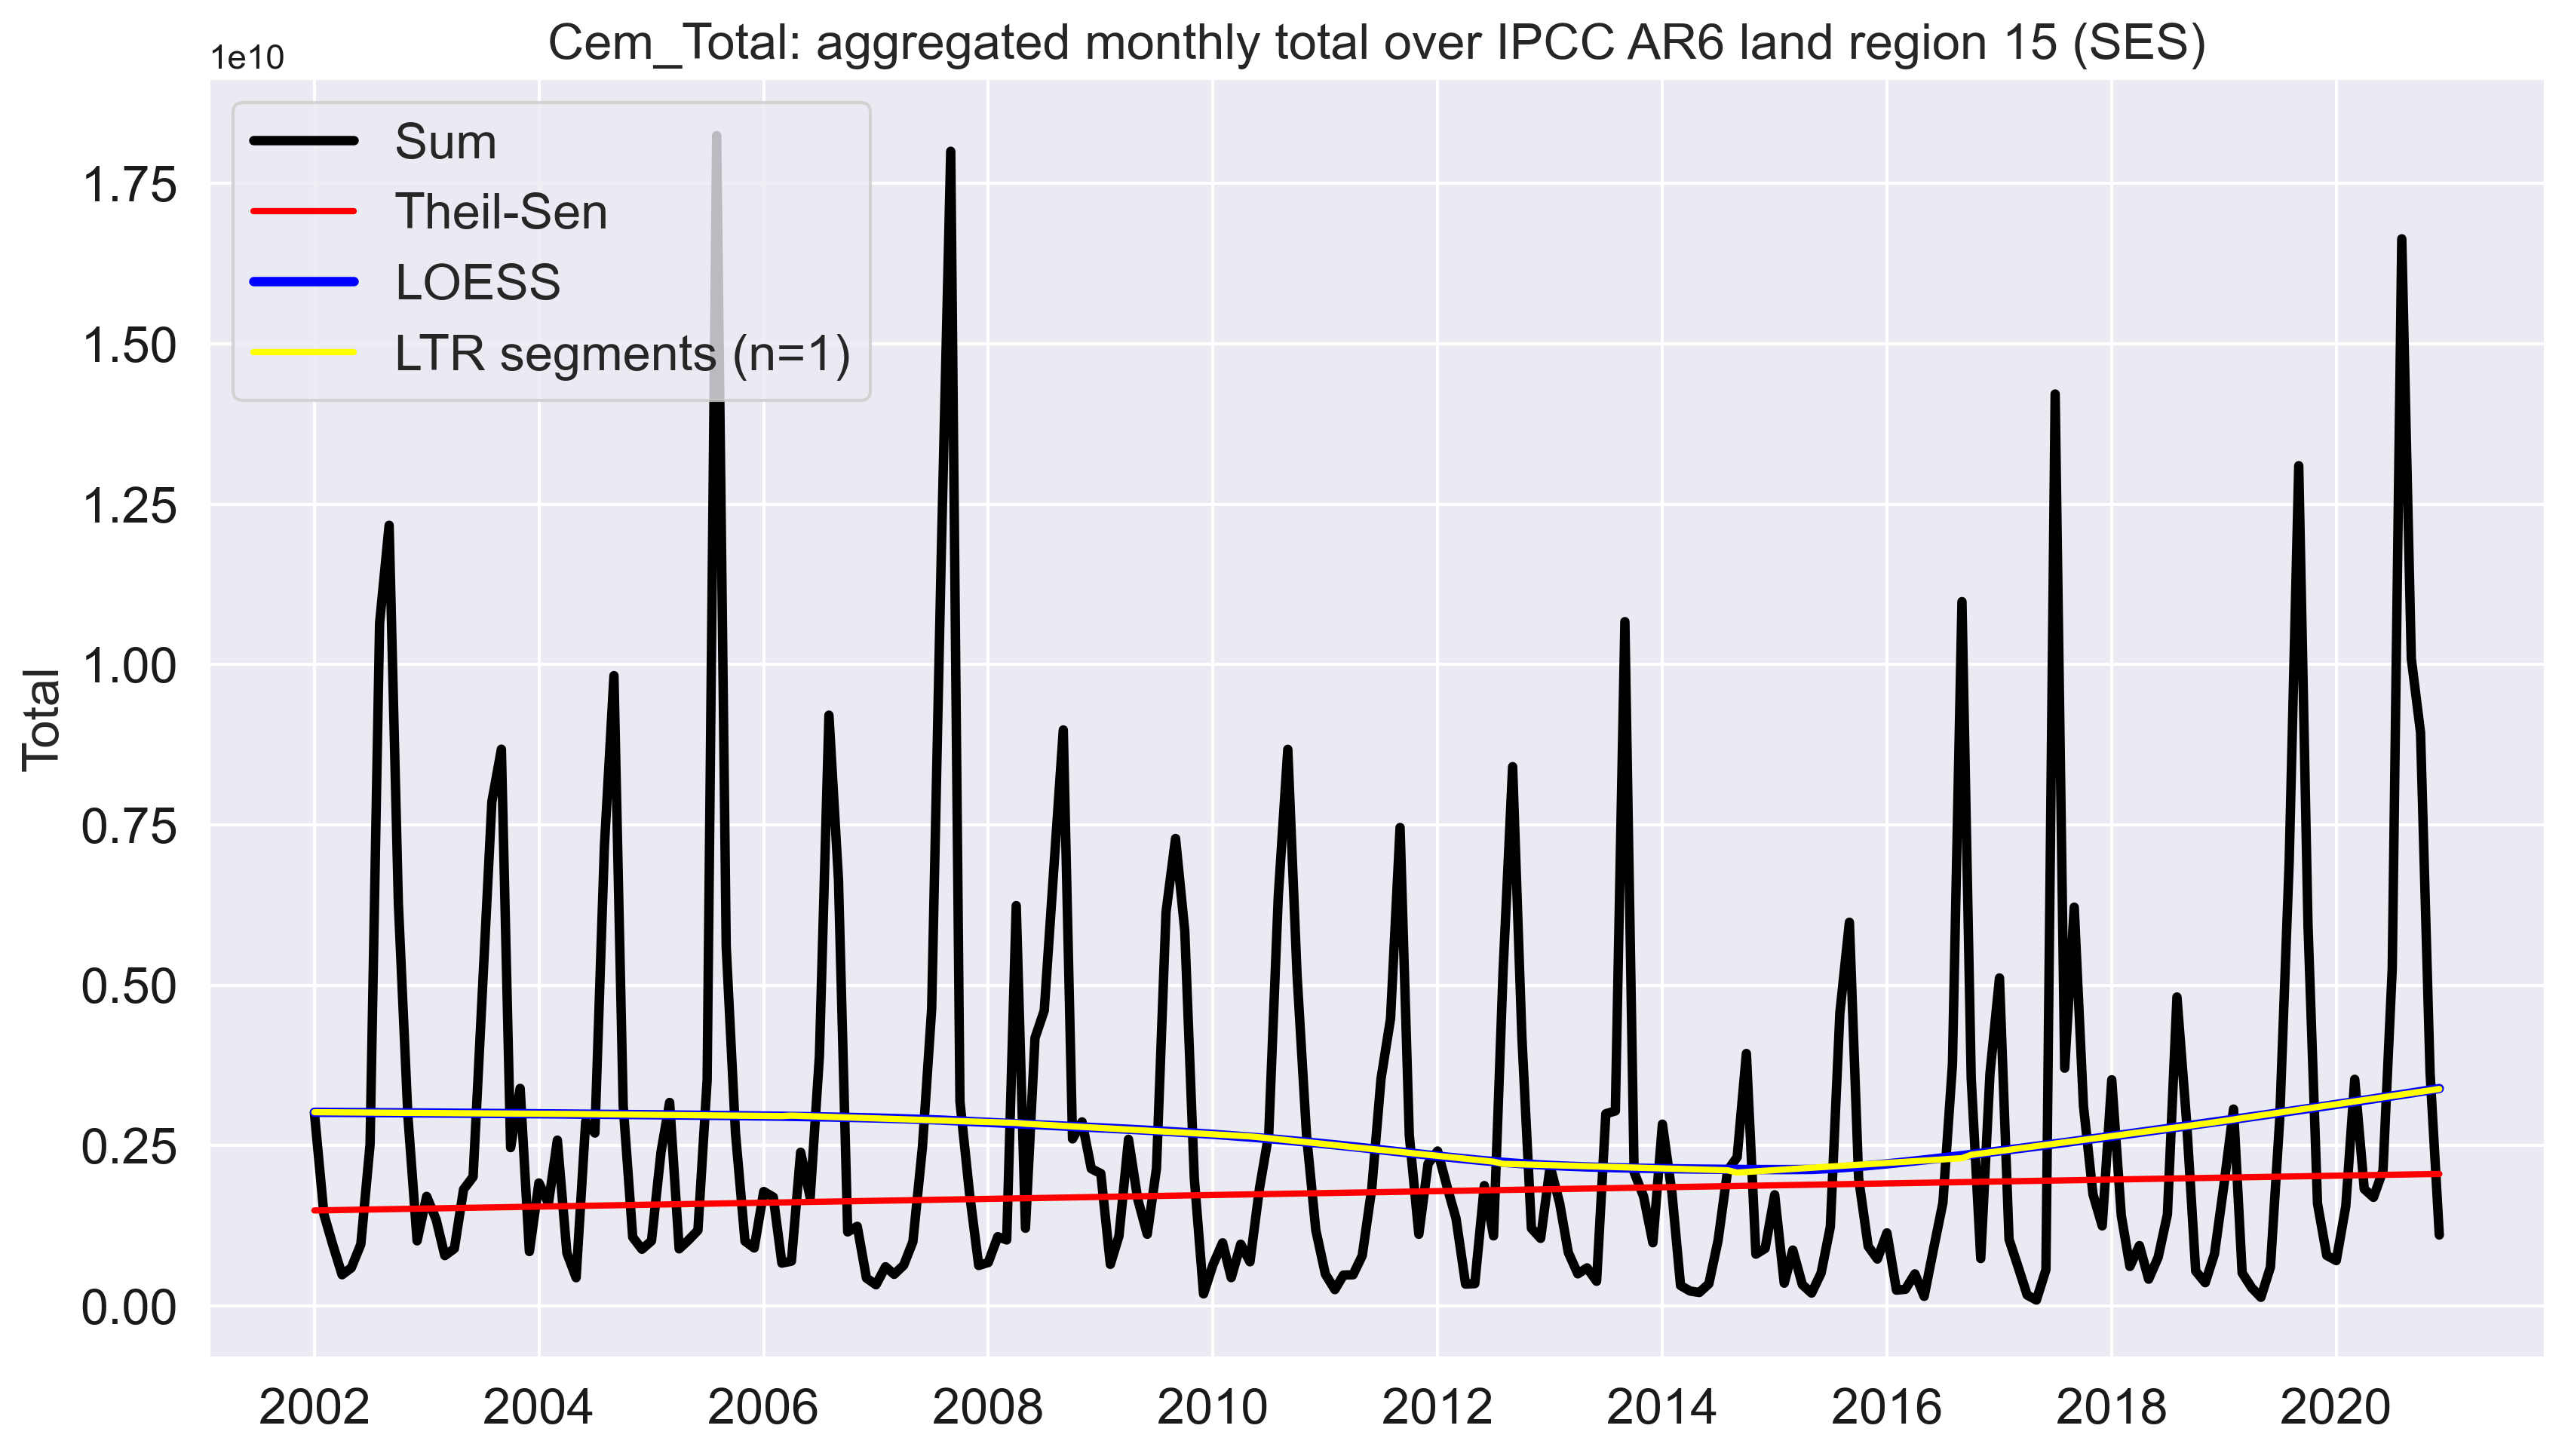 Cem_Total: aggregated monthly total over IPCC AR6 land region 15 (SES)
1e10
Sum
Theil-Sen
LOESS
LTR segments (n=1)
Total
1.75
1.50
1.25
1.00
0.75
0.50
0.25
0.00
2002 2004 2006 2008 2010 2012 2014 2016 2018 2020